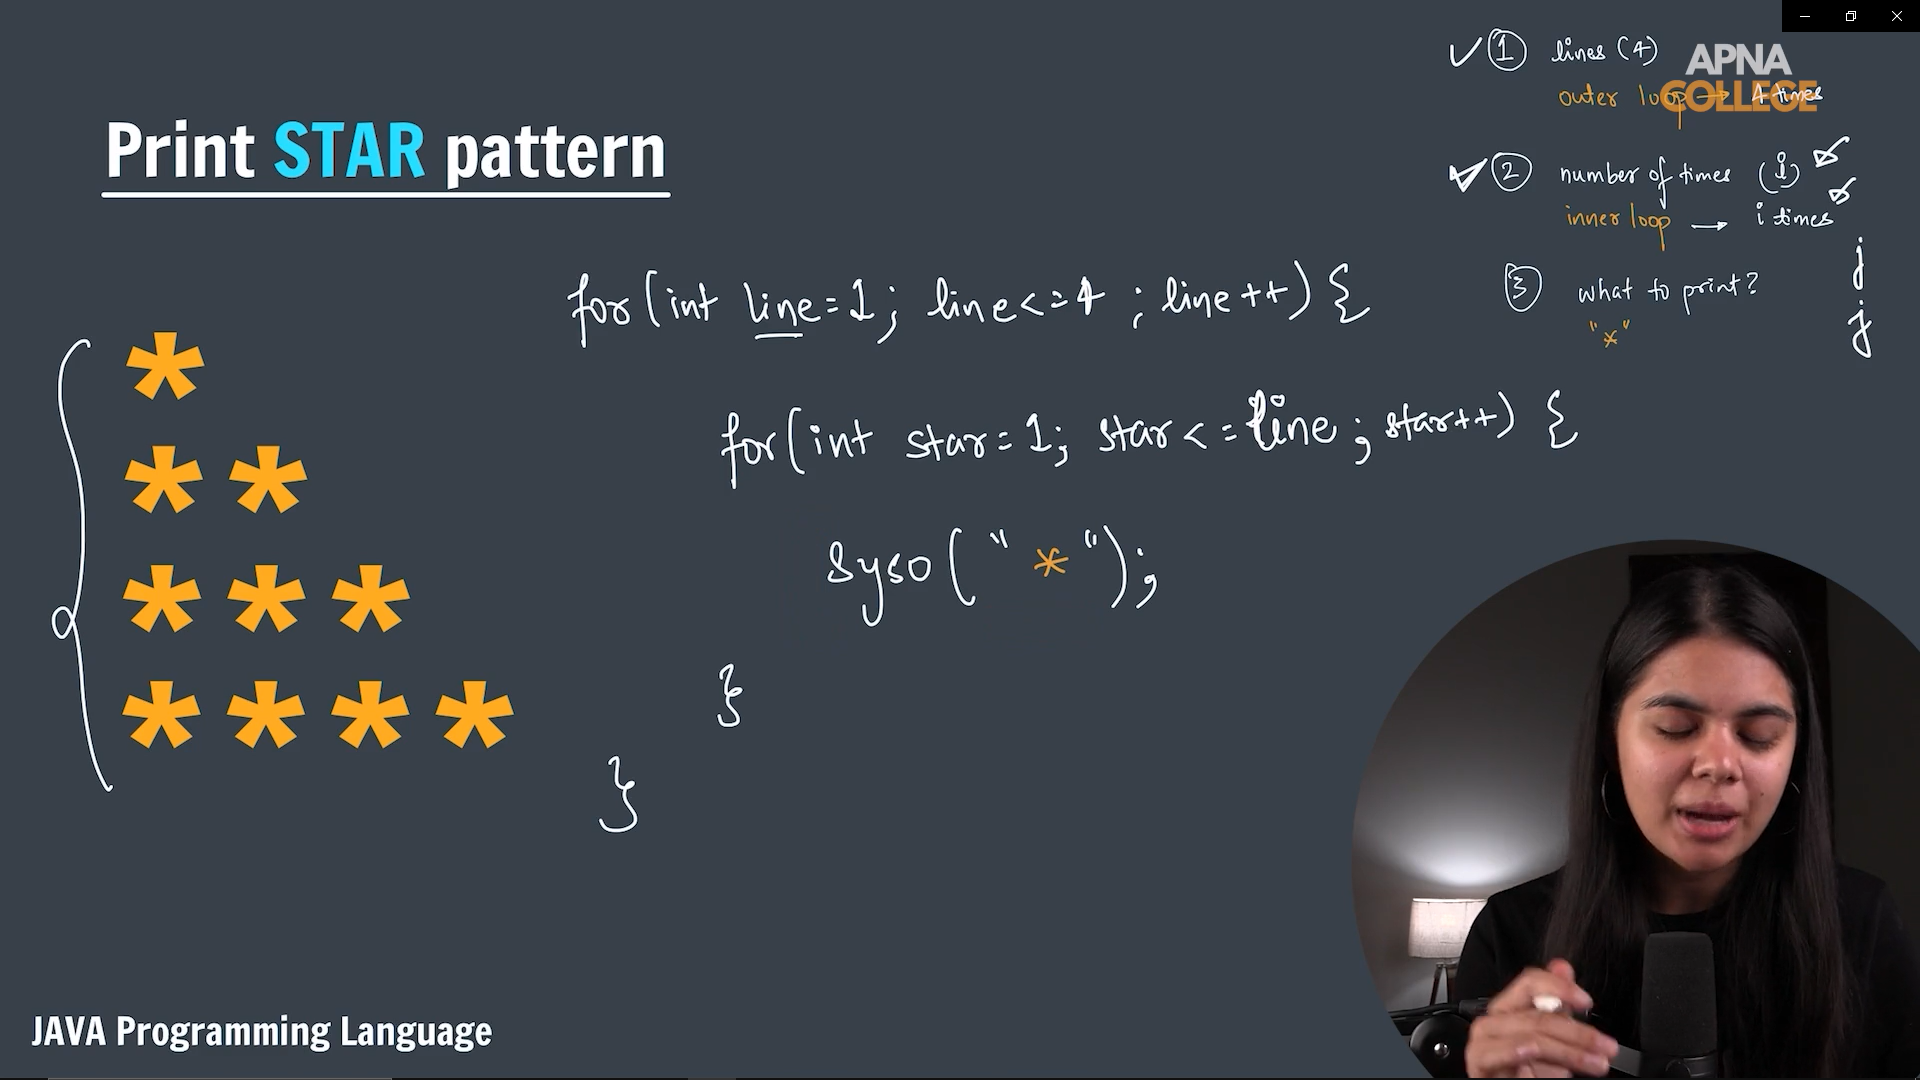 APNA
COLLEGE
Print STAR pattern
① lines (4)
outer loop → 4 times
② number of times (i)
inner loop → i times
③ what to print?
"*"
j
j
for(int line=1; line<=4 ; line++) {
for(int star=1; star<=line ; star++) {
syso("*");
}
}
*
* *
* * *
* * * *
JAVA Programming Language